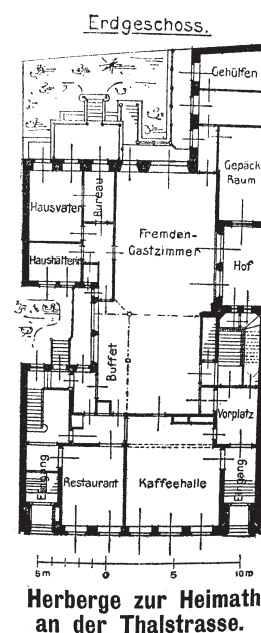 Erdgeschoss.
Gehülfen
Gepäck
Raum
Hausvater
Bureau
Fremden-
Gastzimmer
Haushälterin
Hof
Buffet
Vorplatz
Eingang
Restaurant
Kaffeehalle
Eingang
5m 0 5 10m
Herberge zur Heimath
an der Thalstrasse.